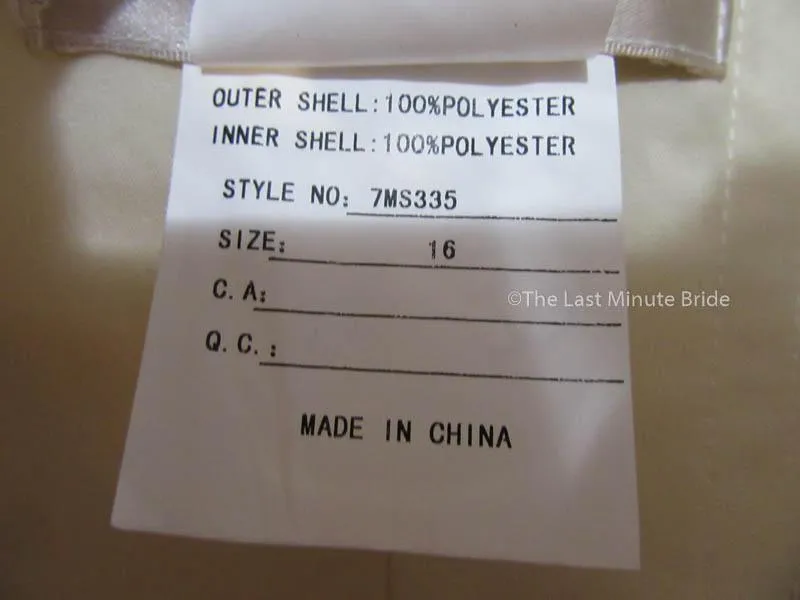 OUTER SHELL:100%POLYESTER
INNER SHELL:100%POLYESTER
STYLE NO: 7MS335
SIZE: 16
C.A:
©The Last Minute Bride
Q.C.:
MADE IN CHINA